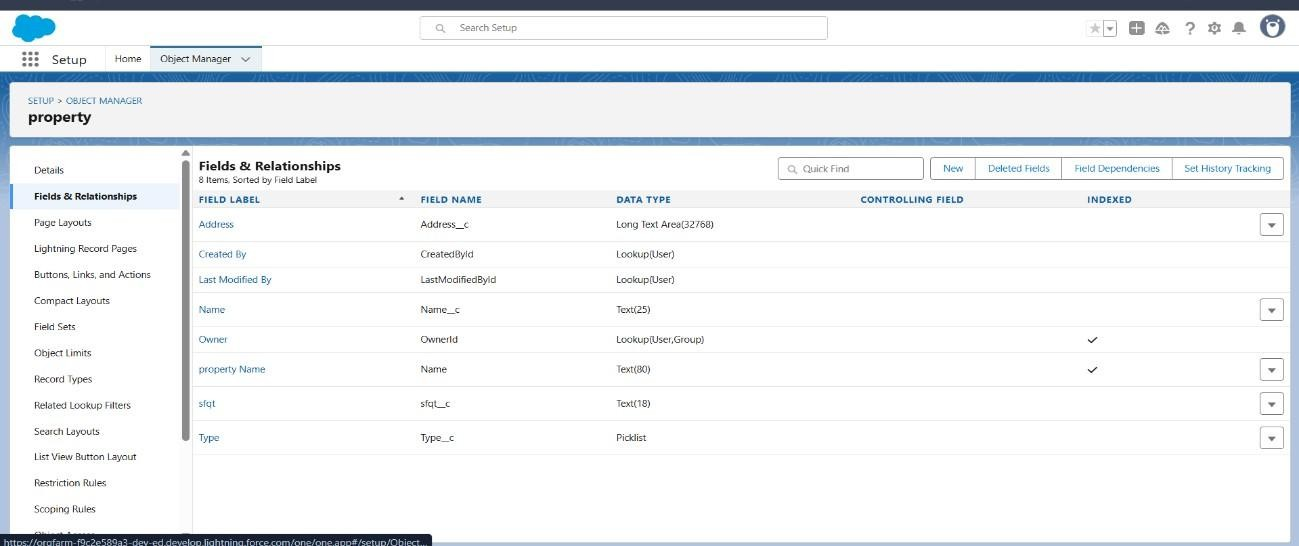 Search Setup
Setup
Home
Object Manager
SETUP > OBJECT MANAGER
property
Details
Fields & Relationships
Page Layouts
Lightning Record Pages
Buttons, Links, and Actions
Compact Layouts
Field Sets
Object Limits
Record Types
Related Lookup Filters
Search Layouts
List View Button Layout
Restriction Rules
Scoping Rules
Fields & Relationships
8 Items, Sorted by Field Label
Quick Find
New
Deleted Fields
Field Dependencies
Set History Tracking
FIELD LABEL FIELD NAME DATA TYPE CONTROLLING FIELD INDEXED
Address Address__c Long Text Area(32768)
Created By CreatedById Lookup(User)
Last Modified By LastModifiedById Lookup(User)
Name Name__c Text(25)
Owner OwnerId Lookup(User,Group)
property Name Name Text(80)
sfqt sfqt__c Text(18)
Type Type__c Picklist
https://orgfarm-f9c2e589a3-dev-ed.develop.lightning.force.com/one/one.app#/setup/Object...